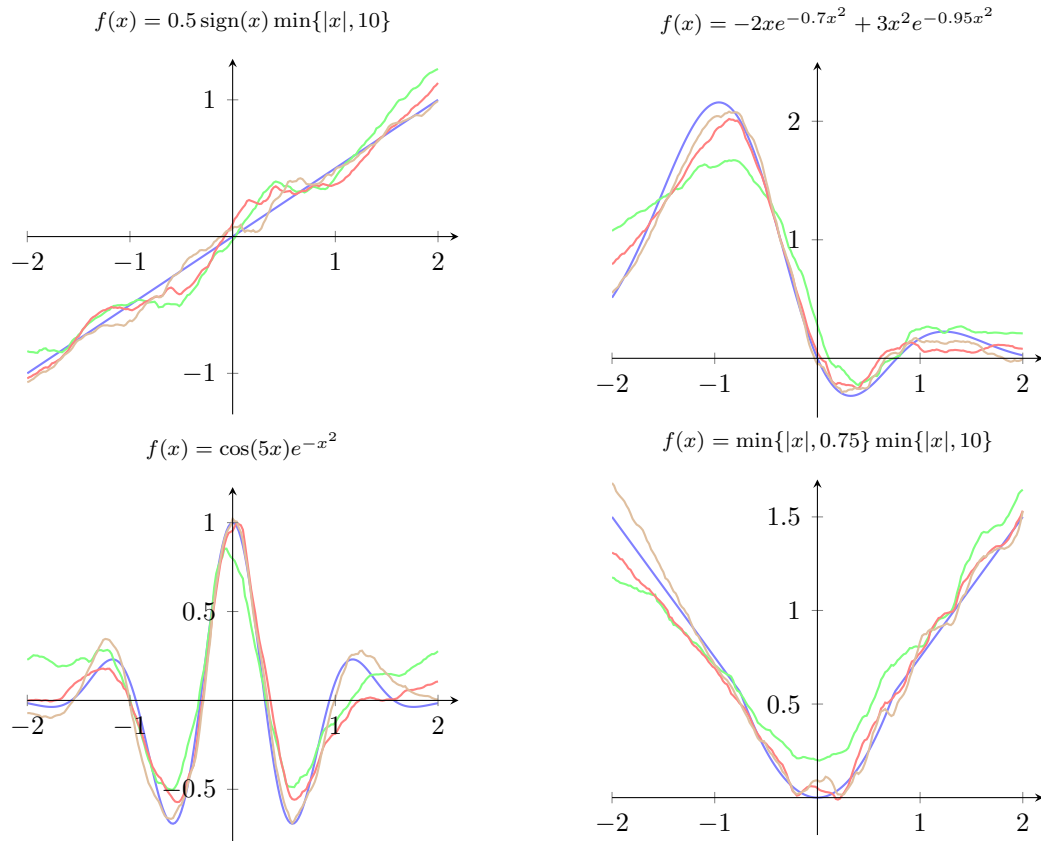 f(x) = 0.5 sign(x) min{|x|, 10}
1
−2 −1 1 2
−1
f(x) = −2xe^{−0.7x^2} + 3x^2e^{−0.95x^2}
2
1
−2 −1 1 2
f(x) = cos(5x)e^{−x^2}
1
0.5
−2 −1 1 2
−0.5
f(x) = min{|x|, 0.75} min{|x|, 10}
1.5
1
0.5
−2 −1 1 2